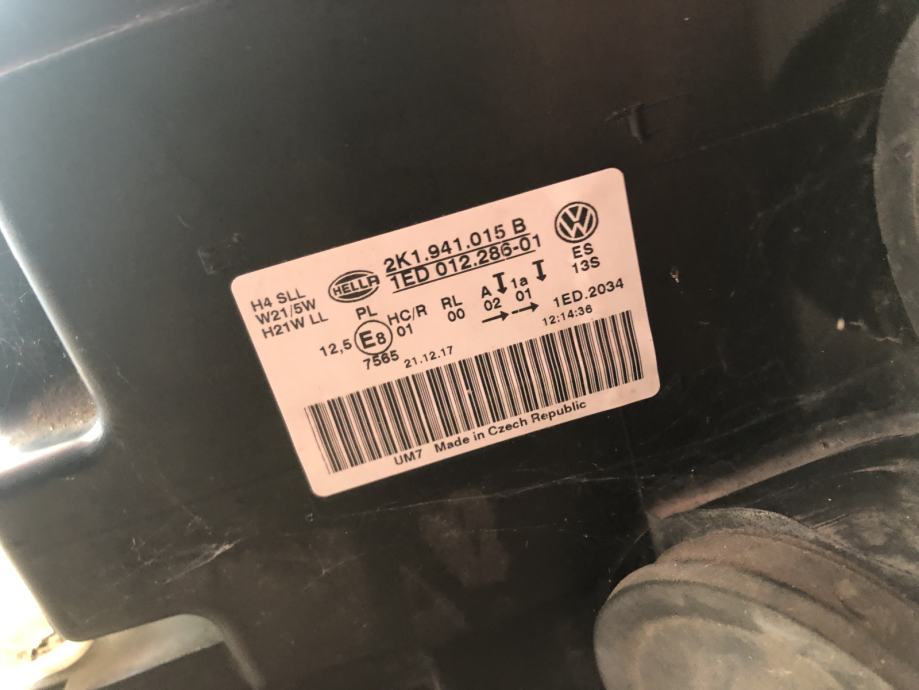 2K1.941.015 B
1ED 012.286-01
HELLA
ES
13S
H4 SLL
W21/5W
H21W LL
PL HC/R RL A 1a
12,5 E8 01 00 02 01 1ED.2034
7565 21.12.17 12:14:36
UM7 Made in Czech Republic